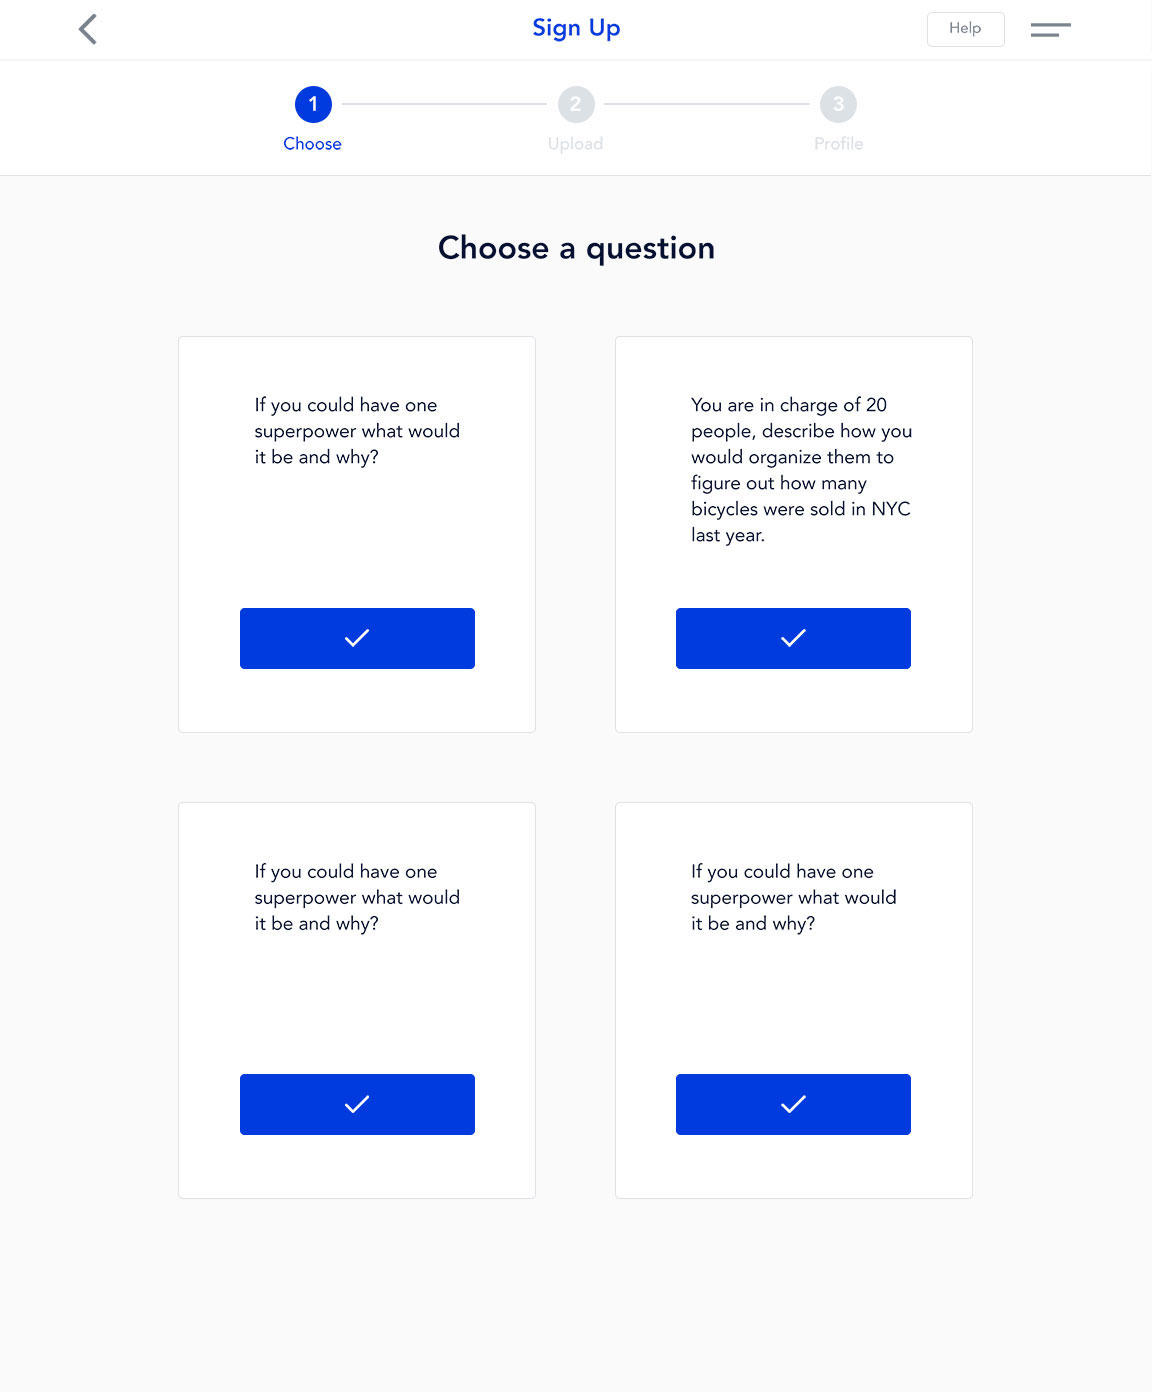 Sign Up
Help
1
2
3
Choose
Upload
Profile
Choose a question
If you could have one
superpower what would
it be and why?
You are in charge of 20
people, describe how you
would organize them to
figure out how many
bicycles were sold in NYC
last year.
If you could have one
superpower what would
it be and why?
If you could have one
superpower what would
it be and why?